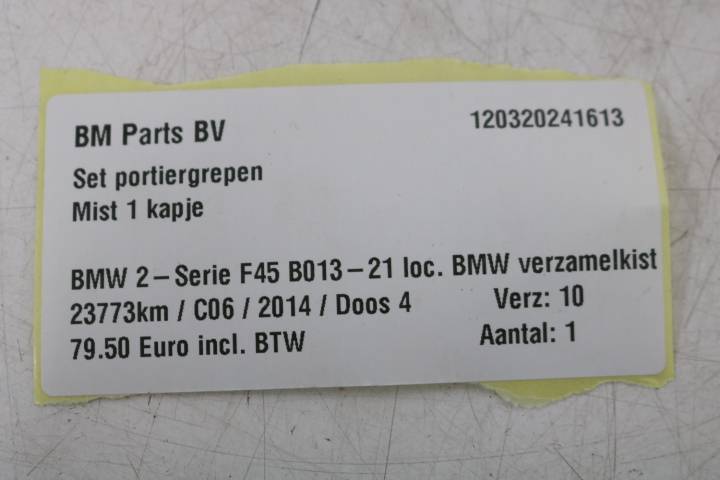 BM Parts BV 120320241613
Set portiergrepen
Mist 1 kapje
BMW 2-Serie F45 B013-21 loc. BMW verzamelkist
23773km / C06 / 2014 / Doos 4 Verz: 10
79.50 Euro incl. BTW Aantal: 1